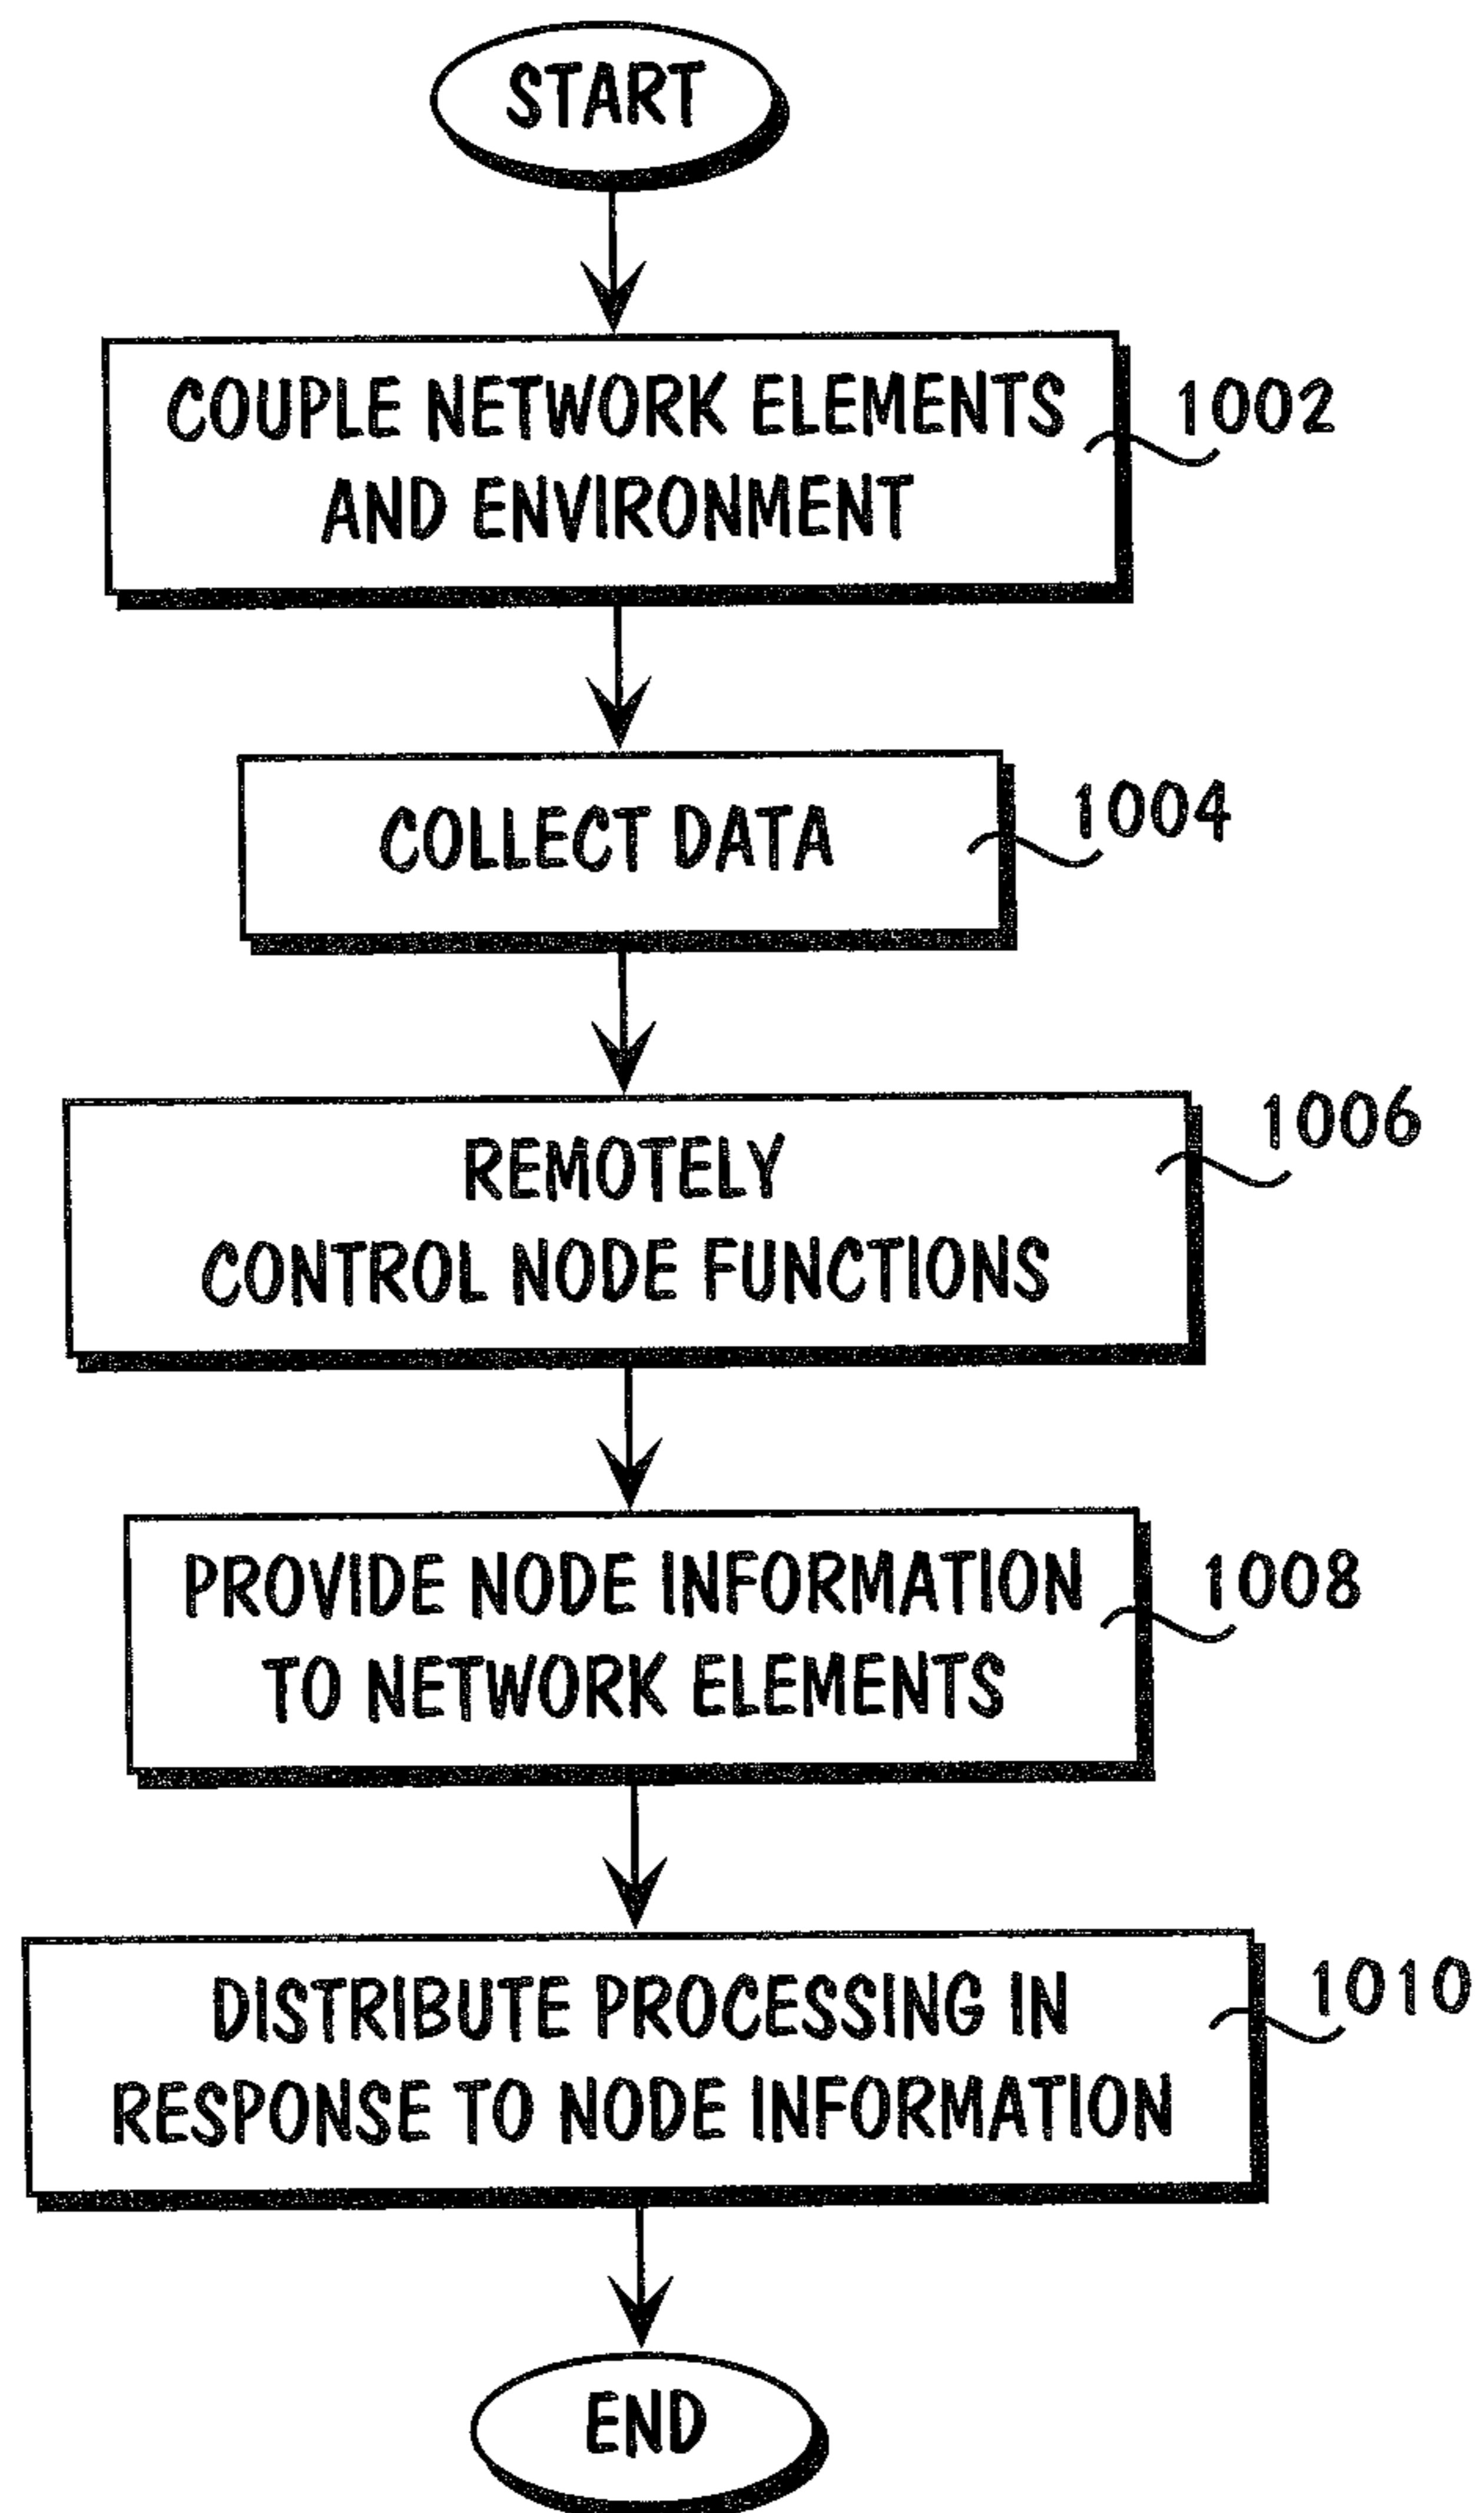 START
COUPLE NETWORK ELEMENTS
AND ENVIRONMENT
1002
COLLECT DATA
1004
REMOTELY
CONTROL NODE FUNCTIONS
1006
PROVIDE NODE INFORMATION
TO NETWORK ELEMENTS
1008
DISTRIBUTE PROCESSING IN
RESPONSE TO NODE INFORMATION
1010
END